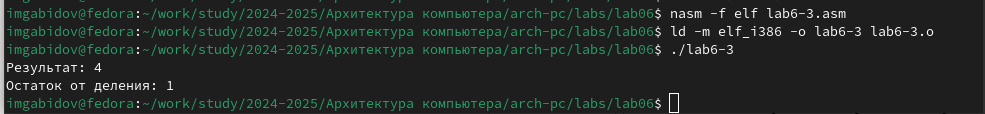 imgabidov@fedora:~/work/study/2024-2025/Архитектура компьютера/arch-pc/labs/lab06$ nasm -f elf lab6-3.asm
imgabidov@fedora:~/work/study/2024-2025/Архитектура компьютера/arch-pc/labs/lab06$ ld -m elf_i386 -o lab6-3 lab6-3.o
imgabidov@fedora:~/work/study/2024-2025/Архитектура компьютера/arch-pc/labs/lab06$ ./lab6-3
Результат: 4
Остаток от деления: 1
imgabidov@fedora:~/work/study/2024-2025/Архитектура компьютера/arch-pc/labs/lab06$